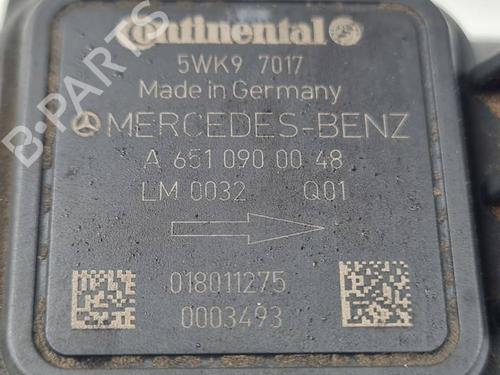 Continental
5WK9 7017
Made in Germany
MERCEDES-BENZ
A 651 090 00 48
LM 0032 Q01
018011275
0003493
B-PARTS